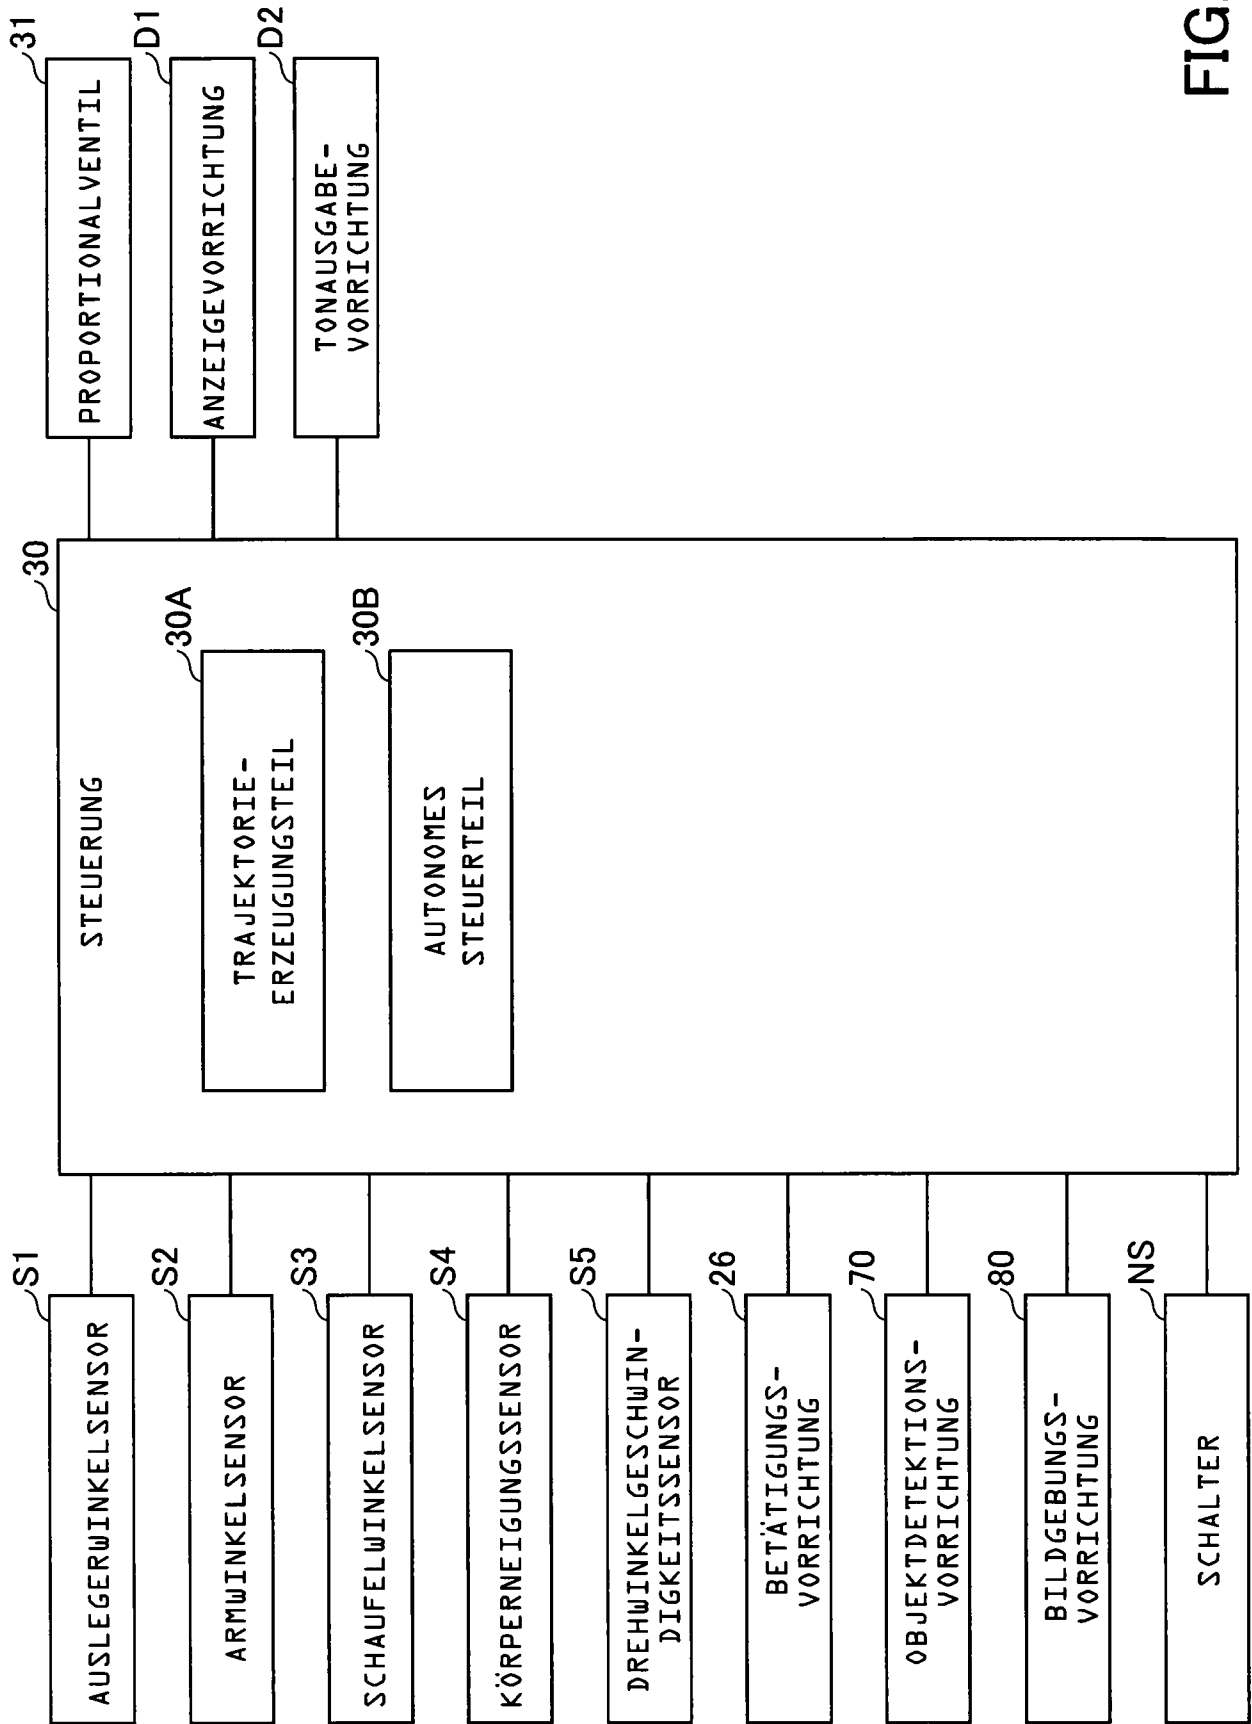 S1
AUSLEGERWINKELSENSOR
S2
ARMWINKELSENSOR
S3
SCHAUFELWINKELSENSOR
S4
KÖRPERNEIGUNGSSENSOR
S5
DREHWINKELGESCHWIN-
DIGKEITSSENSOR
26
BETÄTIGUNGS-
VORRICHTUNG
70
OBJEKTDETEKTIONS-
VORRICHTUNG
80
BILDGEBUNGS-
VORRICHTUNG
NS
SCHALTER
30
STEUERUNG
30A
TRAJEKTORIE-
ERZEUGUNGSTEIL
30B
AUTONOMES
STEUERTEIL
31
PROPORTIONALVENTIL
D1
ANZEIGEVORRICHTUNG
D2
TONAUSGABE-
VORRICHTUNG
FIG.